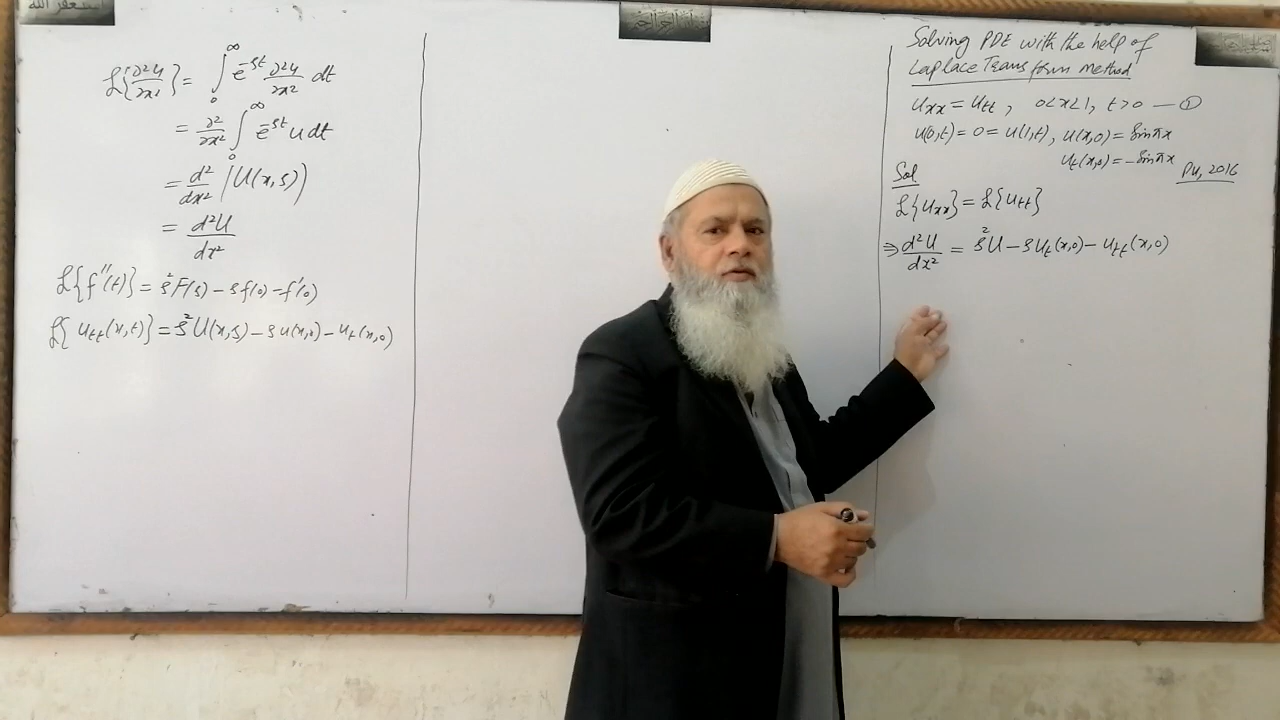 استغفر الله
ℒ{∂²u/∂x²} = ∫₀^∞ e^-st ∂²u/∂x² dt
= ∂²/∂x² ∫₀^∞ e^-st u dt
= d²/dx² (U(x,s))
= d²U/dx²
ℒ{f''(t)} = s²F(s) - sf(0) - f'(0)
ℒ{u_tt(x,t)} = s²U(x,s) - su(x,0) - u_t(x,0)
Solving PDE with the help of
Laplace Transform method
u_xx = u_tt , 0<x<1, t>0 — ①
u(0,t) = 0 = u(1,t), u(x,0) = Sin πx
u_t(x,0) = -Sin πx
PU, 2016
Sol
ℒ{u_xx} = ℒ{u_tt}
⇒ d²U/dx² = s²U - su_t(x,0) - u_tt(x,0)